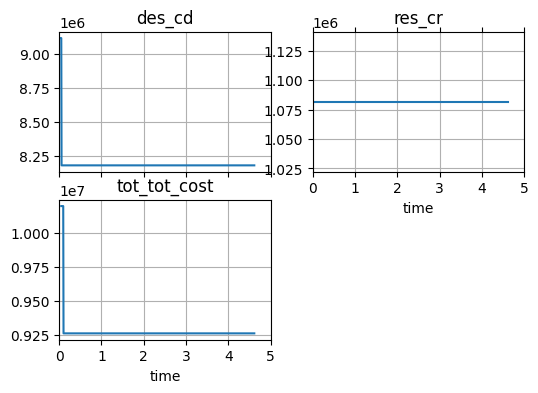 des_cd
1e6
9.00
8.75
8.50
8.25
res_cr
1e6
1.125
1.100
1.075
1.050
1.025
0 1 2 3 4 5
time
tot_tot_cost
1e7
1.000
0.975
0.950
0.925
0 1 2 3 4 5
time